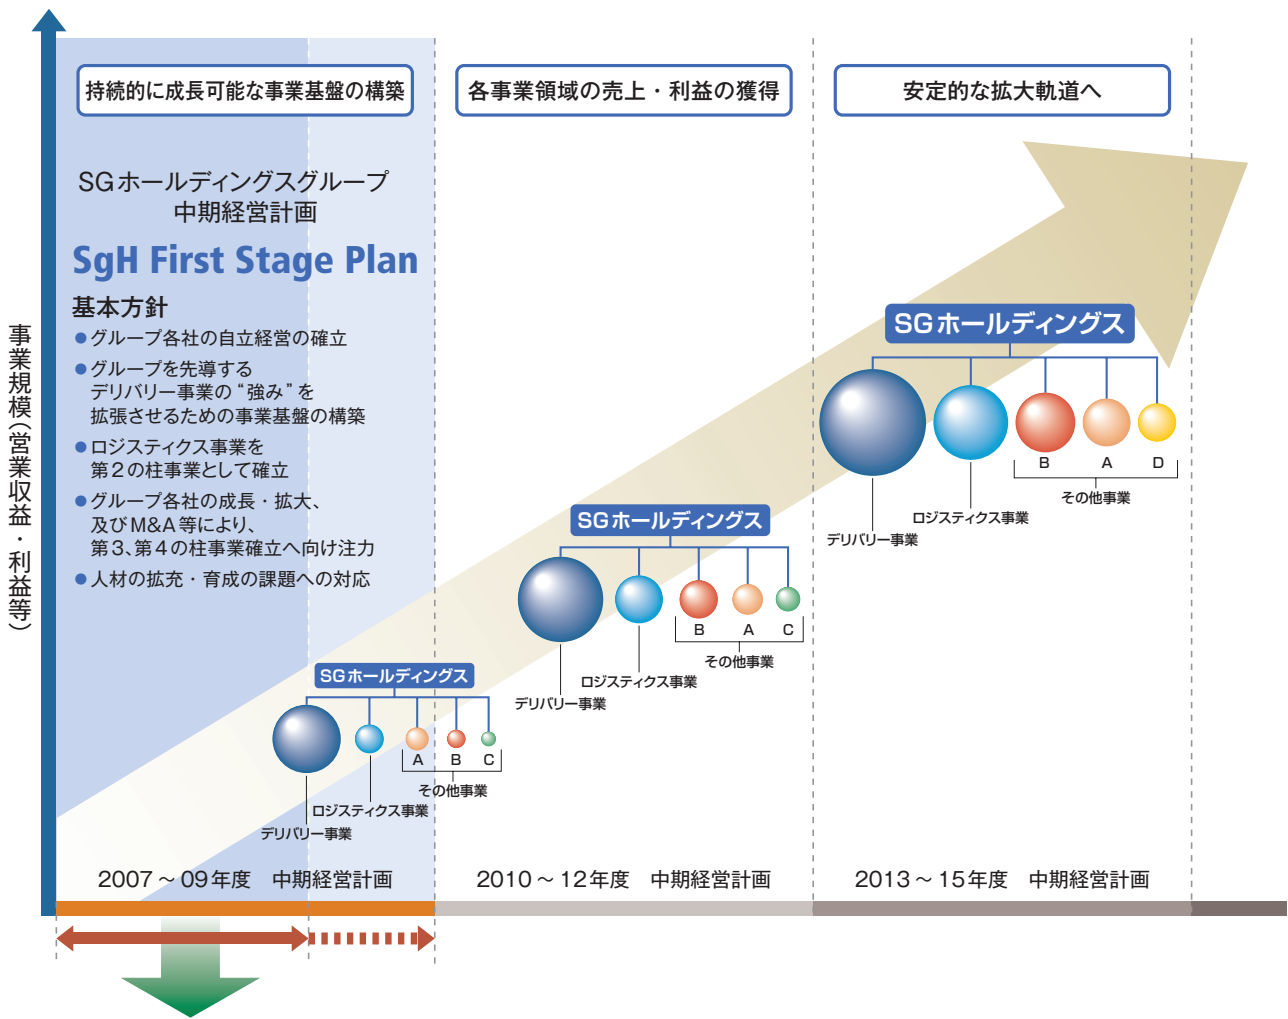 持続的に成長可能な事業基盤の構築
各事業領域の売上・利益の獲得
安定的な拡大軌道へ
SGホールディングスグループ
中期経営計画
SgH First Stage Plan
基本方針
●グループ各社の自立経営の確立
●グループを先導する
デリバリー事業の“強み”を
拡張させるための事業基盤の構築
●ロジスティクス事業を
第2の柱事業として確立
●グループ各社の成長・拡大、
及びM&A等により、
第3、第4の柱事業確立へ向け注力
●人材の拡充・育成の課題への対応
事業規模(営業収益・利益等)
SGホールディングス
A
B
C
その他事業
ロジスティクス事業
デリバリー事業
SGホールディングス
B
A
C
その他事業
ロジスティクス事業
デリバリー事業
SGホールディングス
B
A
D
その他事業
ロジスティクス事業
デリバリー事業
2007～09年度 中期経営計画
2010～12年度 中期経営計画
2013～15年度 中期経営計画